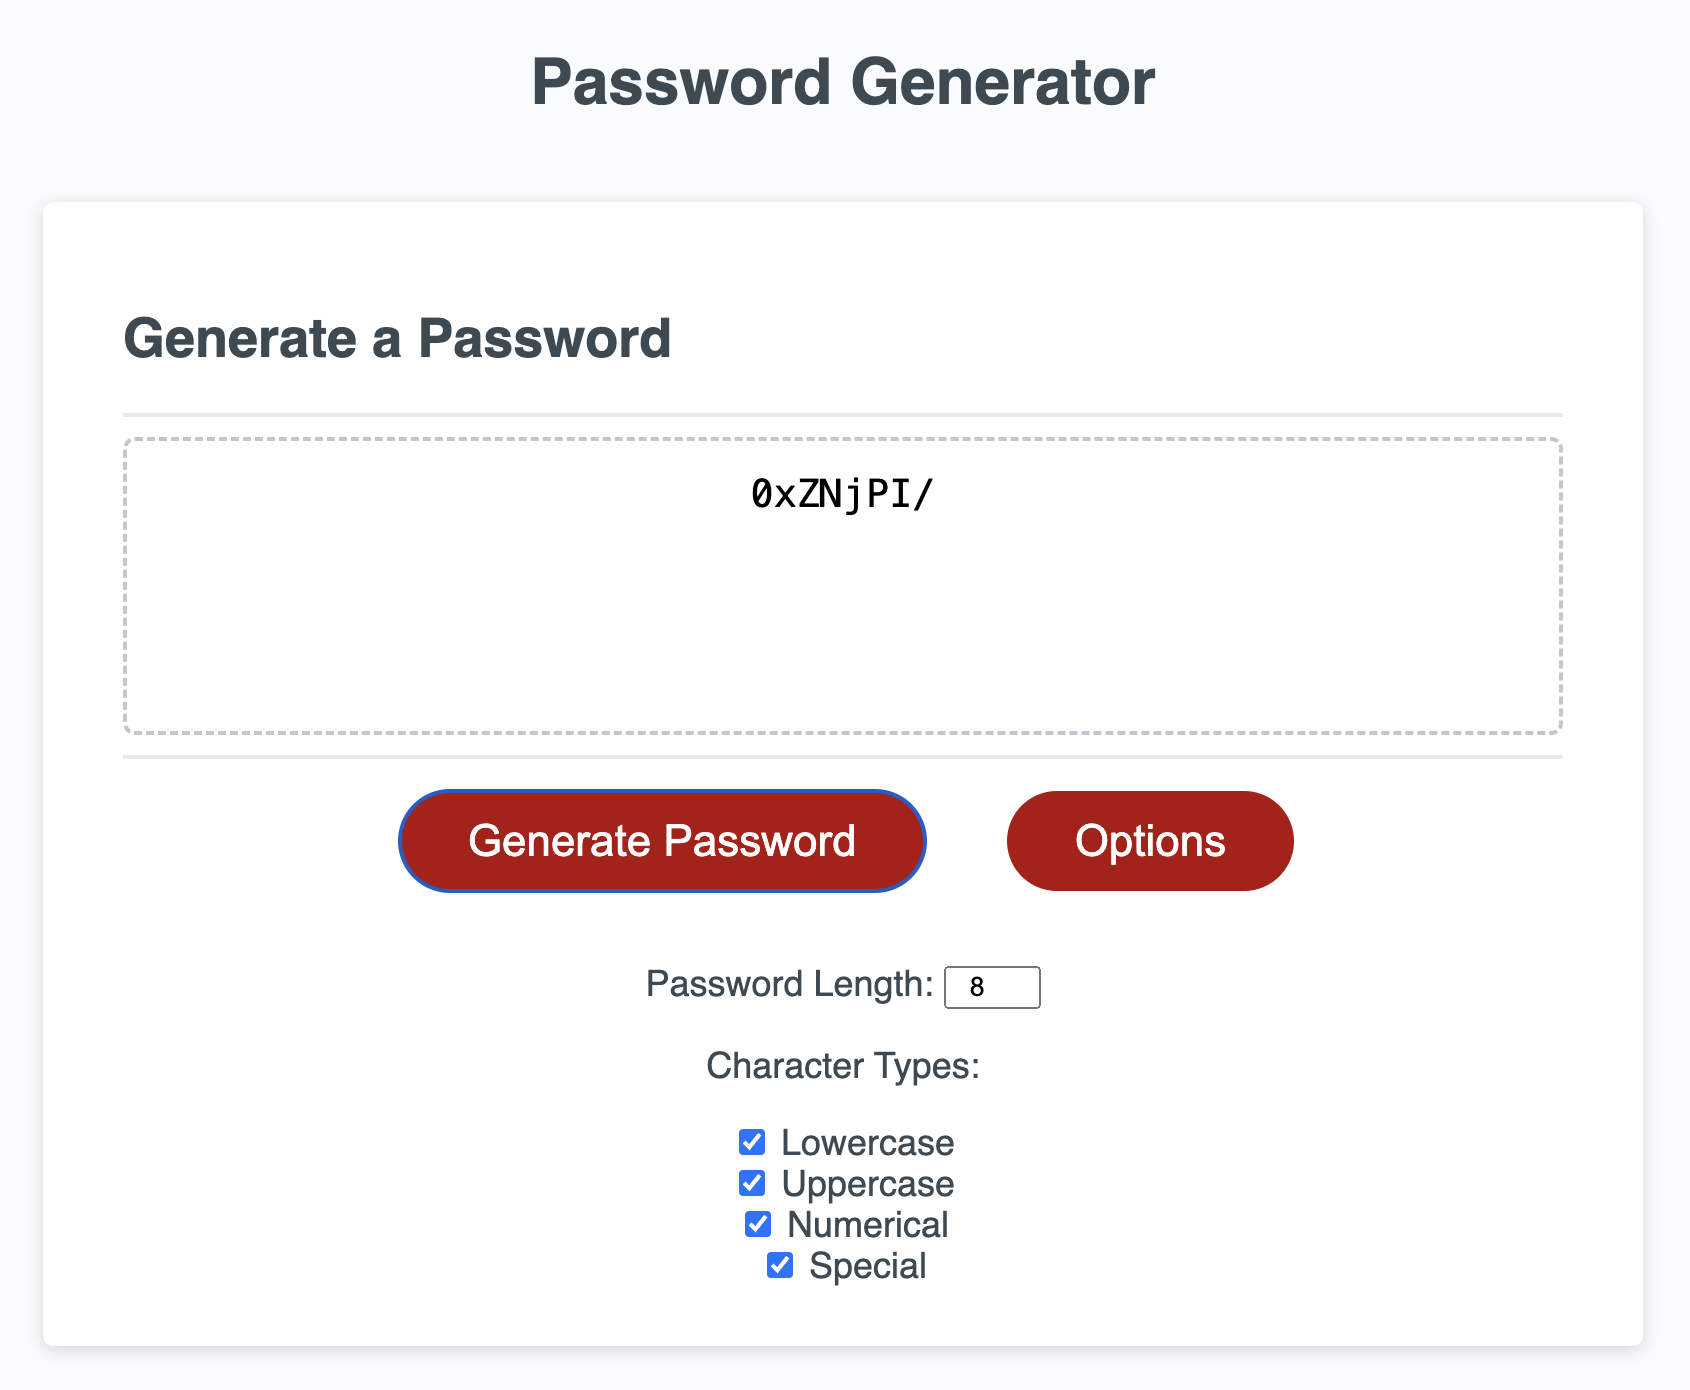 Password Generator
Generate a Password
0xZNjPI/
Generate Password
Options
Password Length: 8
Character Types:
Lowercase
Uppercase
Numerical
Special